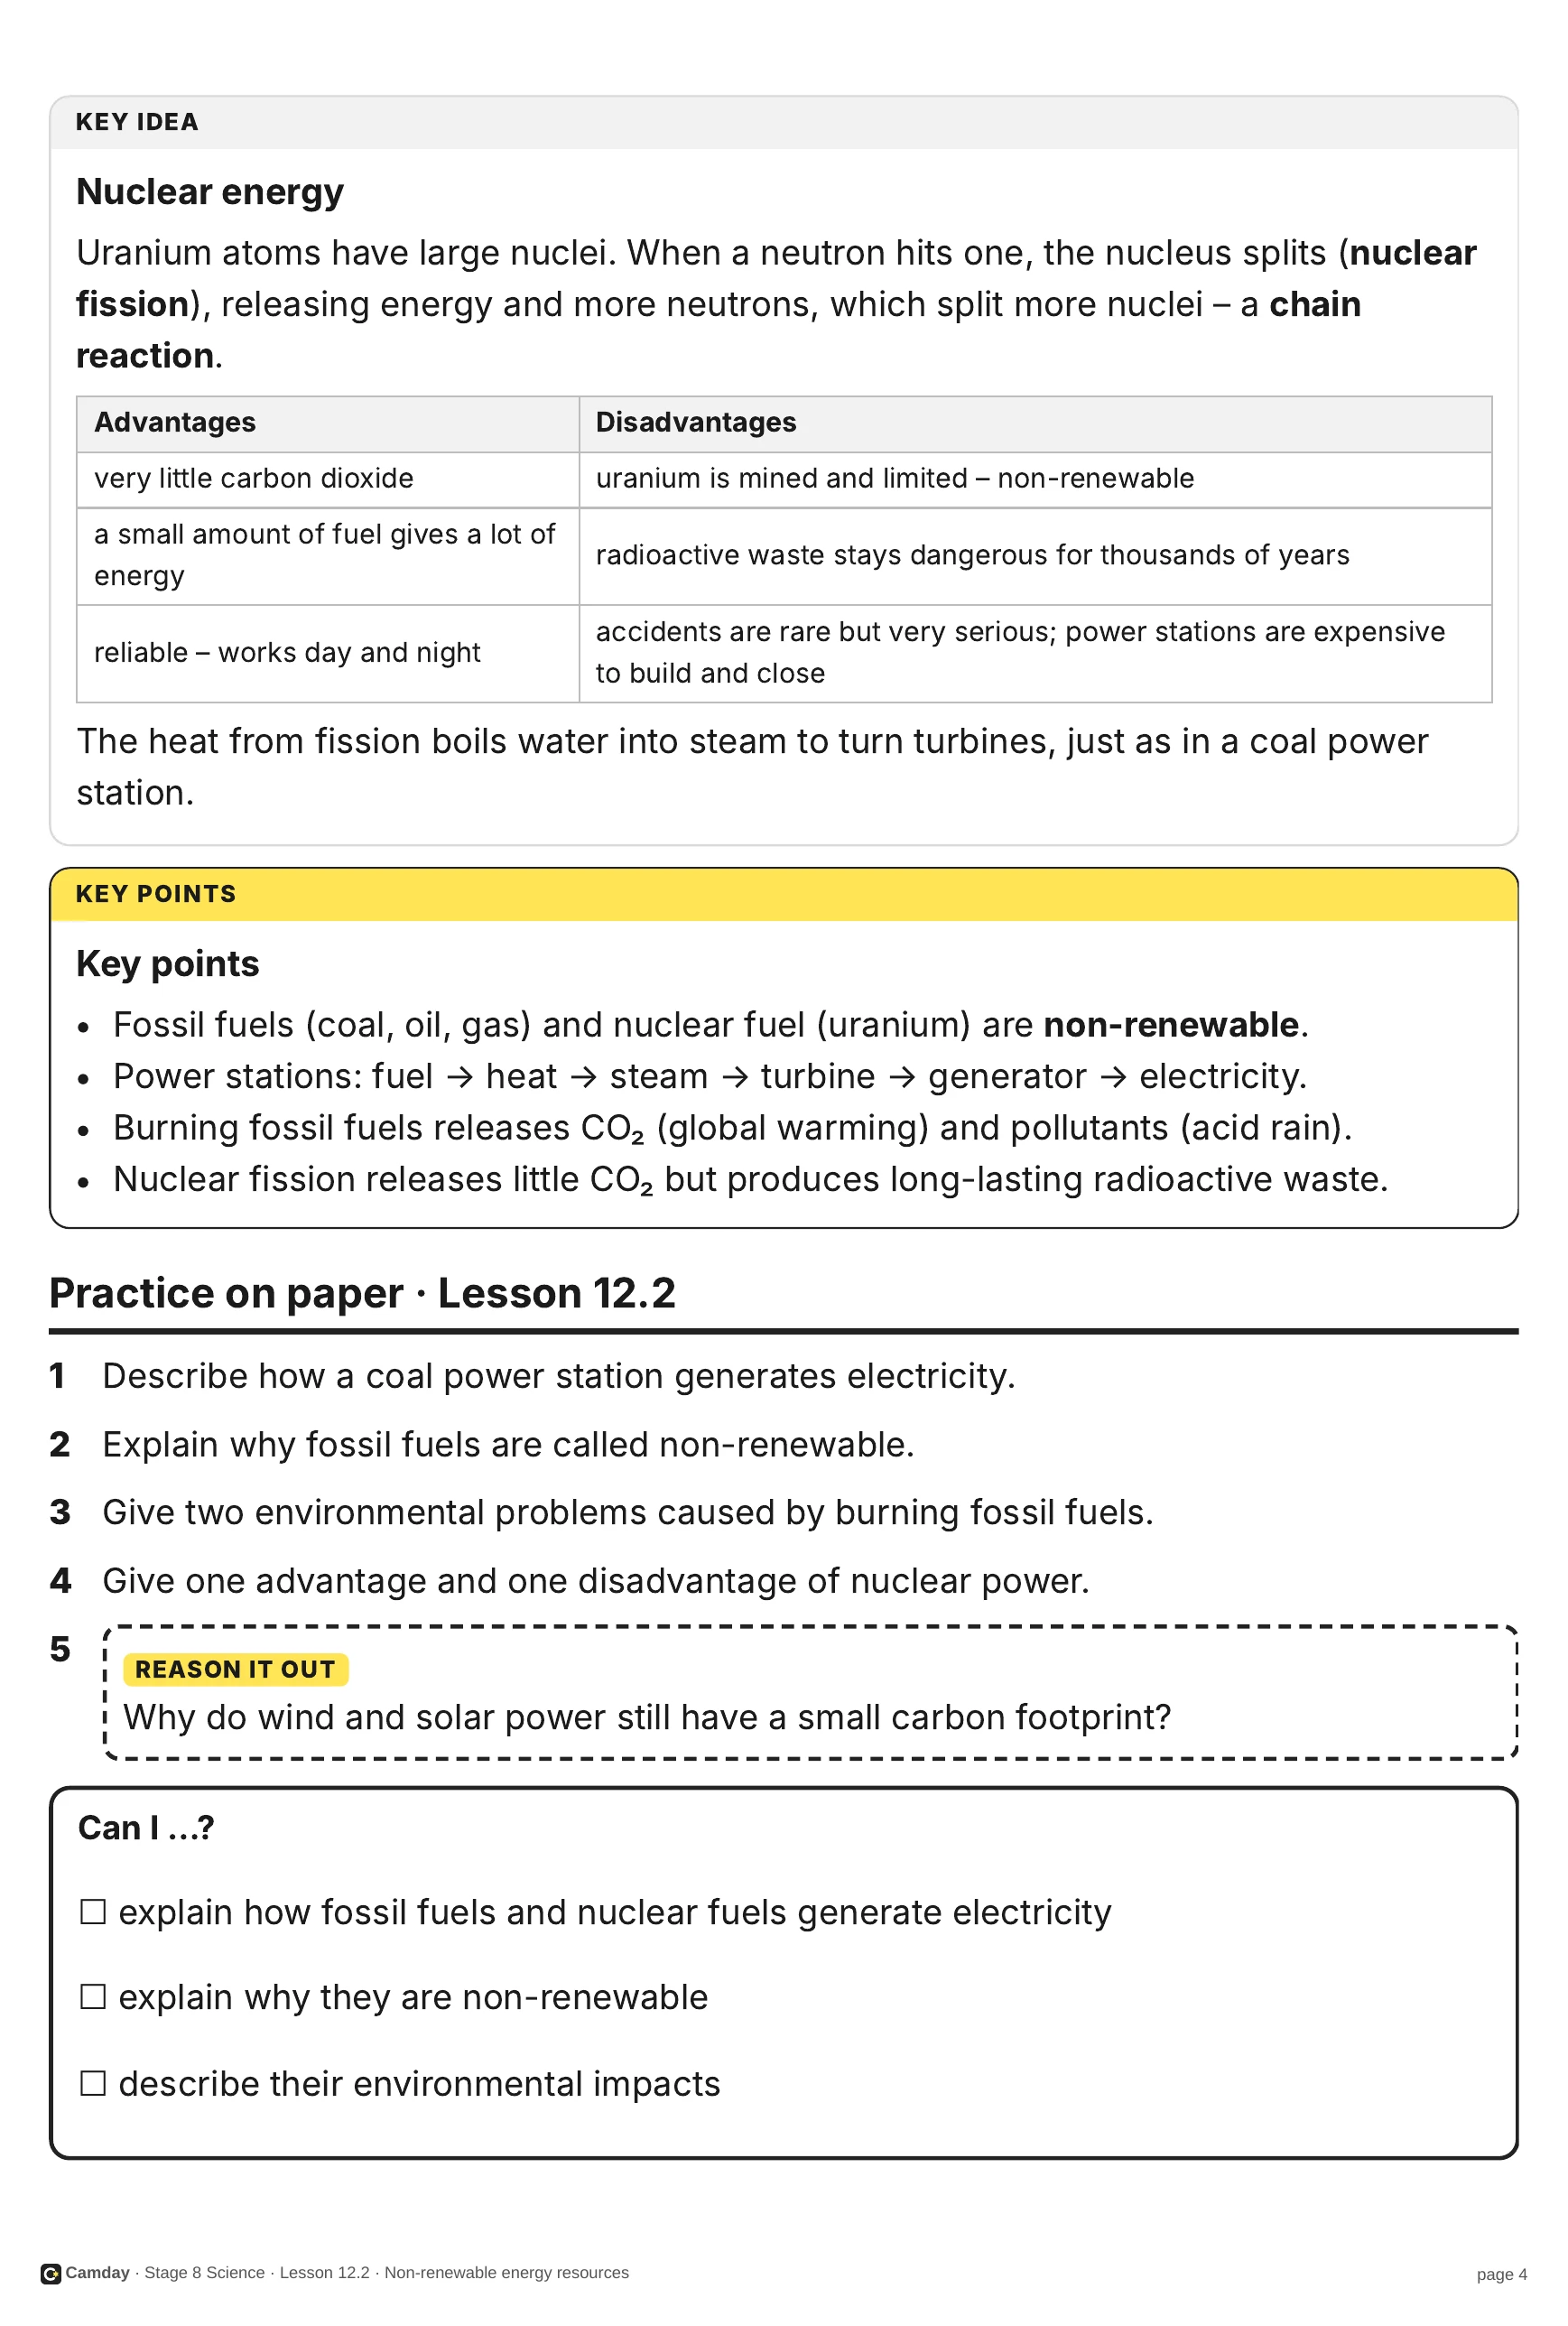 KEY IDEA
Nuclear energy
Uranium atoms have large nuclei. When a neutron hits one, the nucleus splits (nuclear
fission), releasing energy and more neutrons, which split more nuclei – a chain
reaction.
Advantages Disadvantages
very little carbon dioxide uranium is mined and limited – non-renewable
a small amount of fuel gives a lot of
energy
radioactive waste stays dangerous for thousands of years
reliable – works day and night
accidents are rare but very serious; power stations are expensive
to build and close
The heat from fission boils water into steam to turn turbines, just as in a coal power
station.
KEY POINTS
Key points
• Fossil fuels (coal, oil, gas) and nuclear fuel (uranium) are non-renewable.
• Power stations: fuel → heat → steam → turbine → generator → electricity.
• Burning fossil fuels releases CO₂ (global warming) and pollutants (acid rain).
• Nuclear fission releases little CO₂ but produces long-lasting radioactive waste.
Practice on paper · Lesson 12.2
1 Describe how a coal power station generates electricity.
2 Explain why fossil fuels are called non-renewable.
3 Give two environmental problems caused by burning fossil fuels.
4 Give one advantage and one disadvantage of nuclear power.
5 REASON IT OUT
Why do wind and solar power still have a small carbon footprint?
Can I …?
☐ explain how fossil fuels and nuclear fuels generate electricity
☐ explain why they are non-renewable
☐ describe their environmental impacts
Camday · Stage 8 Science · Lesson 12.2 · Non-renewable energy resources page 4